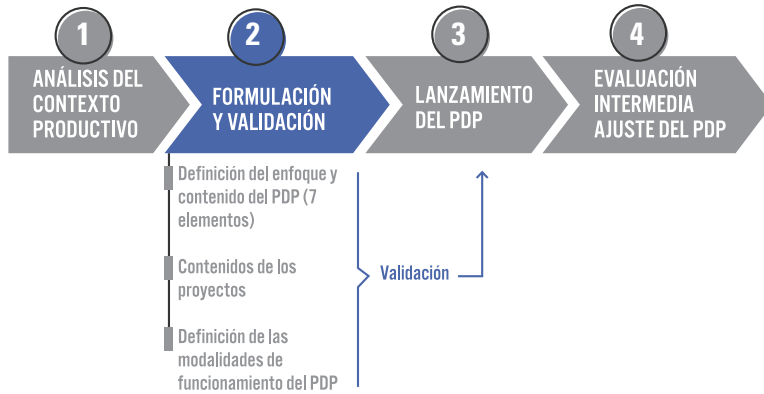 1
ANÁLISIS DEL
CONTEXTO
PRODUCTIVO
2
FORMULACIÓN
Y VALIDACIÓN
3
LANZAMIENTO
DEL PDP
4
EVALUACIÓN
INTERMEDIA
AJUSTE DEL PDP
Definición del enfoque y
contenido del PDP (7
elementos)
Contenidos de los
proyectos
Definición de las
modalidades de
funcionamiento del PDP
Validación